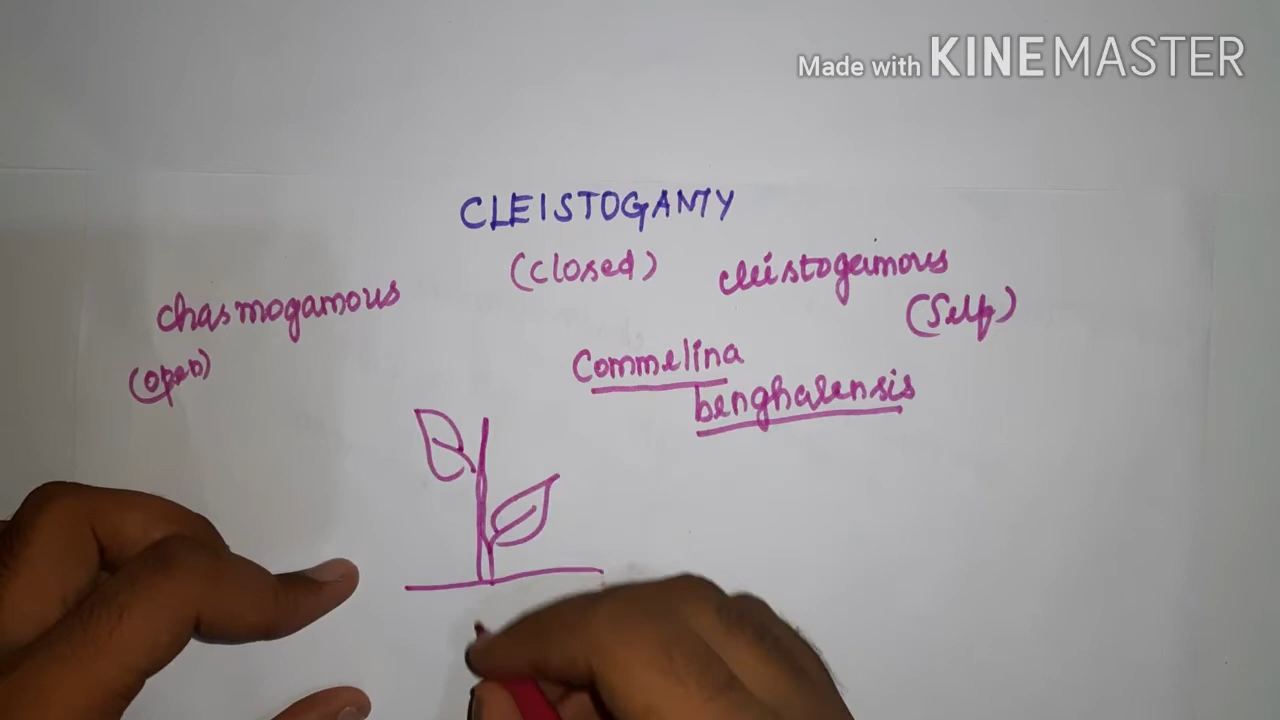 Made with KINEMASTER
CLEISTOGAMY
(closed)
chasmogamous
(open)
cleistogamous
(Self)
Commelina
benghalensis